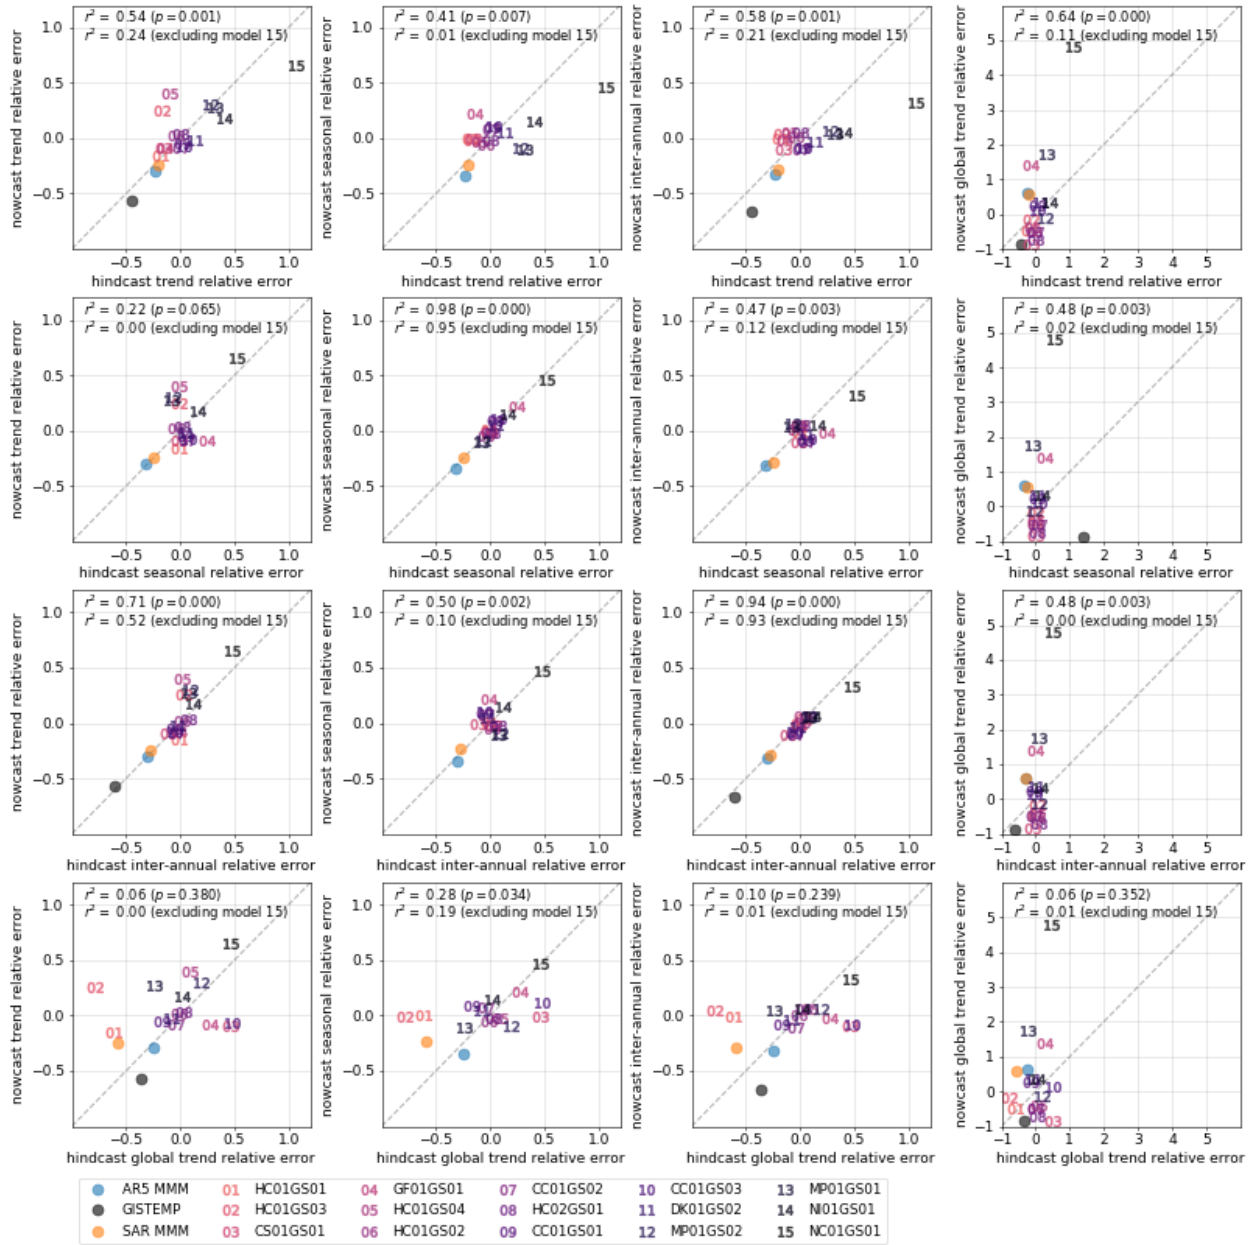 r² = 0.54 (p = 0.001)
r² = 0.24 (excluding model 15)
nowcast trend relative error
hindcast trend relative error
r² = 0.41 (p = 0.007)
r² = 0.01 (excluding model 15)
nowcast seasonal relative error
hindcast trend relative error
r² = 0.58 (p = 0.001)
r² = 0.21 (excluding model 15)
nowcast inter-annual relative error
hindcast trend relative error
r² = 0.64 (p = 0.000)
r² = 0.11 (excluding model 15)
nowcast global trend relative error
hindcast trend relative error
r² = 0.22 (p = 0.065)
r² = 0.00 (excluding model 15)
nowcast trend relative error
hindcast seasonal relative error
r² = 0.98 (p = 0.000)
r² = 0.95 (excluding model 15)
nowcast seasonal relative error
hindcast seasonal relative error
r² = 0.47 (p = 0.003)
r² = 0.12 (excluding model 15)
nowcast inter-annual relative error
hindcast seasonal relative error
r² = 0.48 (p = 0.003)
r² = 0.02 (excluding model 15)
nowcast global trend relative error
hindcast seasonal relative error
r² = 0.71 (p = 0.000)
r² = 0.52 (excluding model 15)
nowcast trend relative error
hindcast inter-annual relative error
r² = 0.50 (p = 0.002)
r² = 0.10 (excluding model 15)
nowcast seasonal relative error
hindcast inter-annual relative error
r² = 0.94 (p = 0.000)
r² = 0.93 (excluding model 15)
nowcast inter-annual relative error
hindcast inter-annual relative error
r² = 0.48 (p = 0.003)
r² = 0.00 (excluding model 15)
nowcast global trend relative error
hindcast inter-annual relative error
r² = 0.06 (p = 0.380)
r² = 0.00 (excluding model 15)
nowcast trend relative error
hindcast global trend relative error
r² = 0.28 (p = 0.034)
r² = 0.19 (excluding model 15)
nowcast seasonal relative error
hindcast global trend relative error
r² = 0.10 (p = 0.239)
r² = 0.01 (excluding model 15)
nowcast inter-annual relative error
hindcast global trend relative error
r² = 0.06 (p = 0.352)
r² = 0.01 (excluding model 15)
nowcast global trend relative error
hindcast global trend relative error
AR5 MMM 01 HC01GS01 04 GF01GS01 07 CC01GS02 10 CC01GS03 13 MP01GS01
GISTEMP 02 HC01GS03 05 HC01GS04 08 HC02GS01 11 DK01GS02 14 NI01GS01
SAR MMM 03 CS01GS01 06 HC01GS02 09 CC01GS01 12 MP01GS02 15 NC01GS01